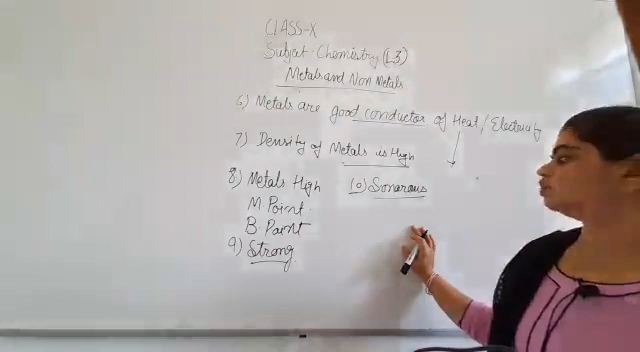 CLASS-X
Subject-Chemistry (L3)
Metals and Non Metals
6) Metals are good conductor of Heat/Electricity
7) Density of Metals is High
8) Metals High
M. Point.
B. Point
9) Strong.
10) Sonorous